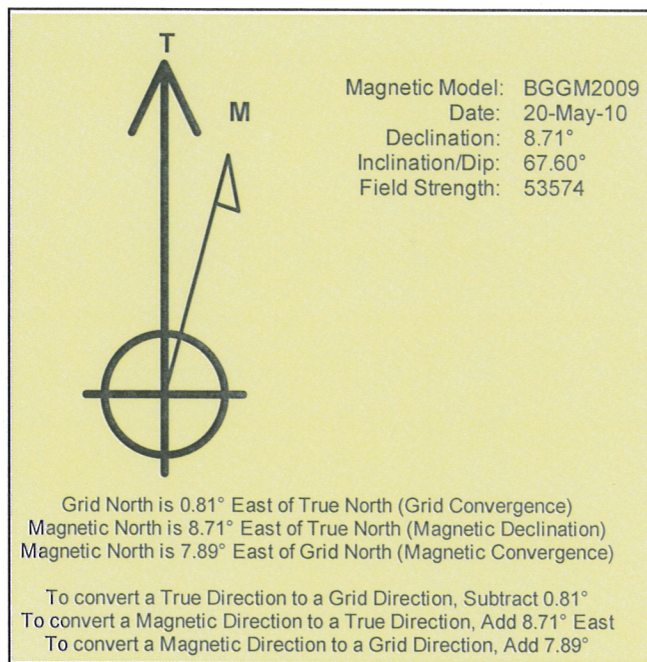 T
M
Magnetic Model: BGGM2009
Date: 20-May-10
Declination: 8.71°
Inclination/Dip: 67.60°
Field Strength: 53574
Grid North is 0.81° East of True North (Grid Convergence)
Magnetic North is 8.71° East of True North (Magnetic Declination)
Magnetic North is 7.89° East of Grid North (Magnetic Convergence)
To convert a True Direction to a Grid Direction, Subtract 0.81°
To convert a Magnetic Direction to a True Direction, Add 8.71° East
To convert a Magnetic Direction to a Grid Direction, Add 7.89°